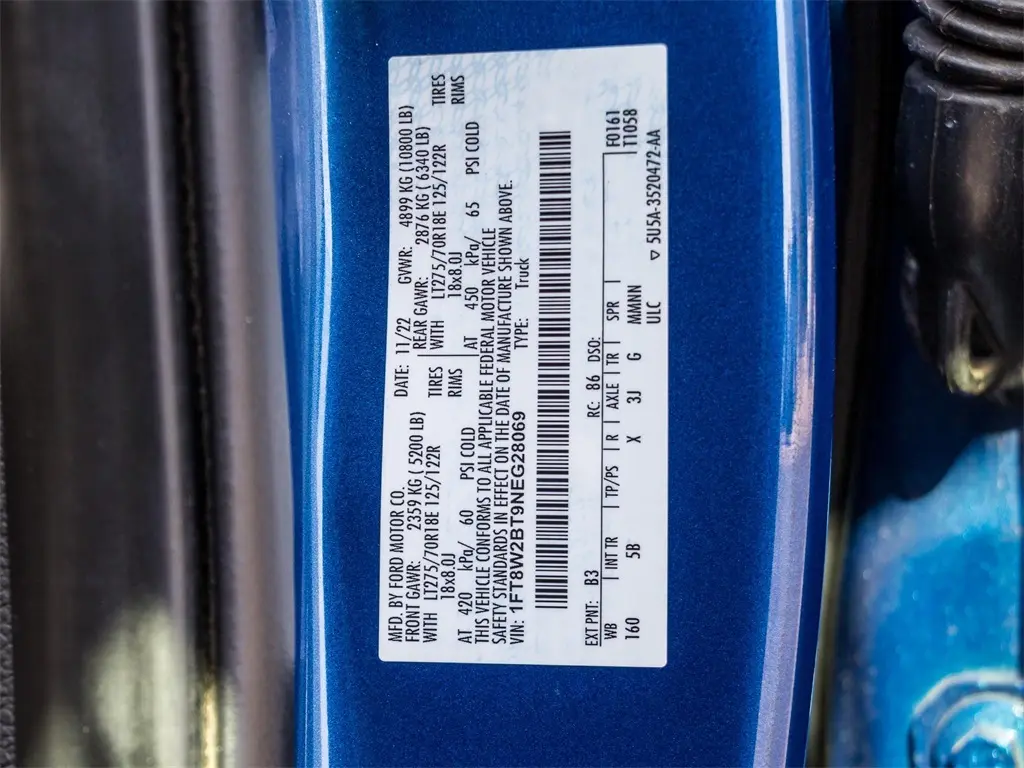 MFD. BY FORD MOTOR CO.
DATE: 11/22 GVWR: 4899 KG (10800 LB)
FRONT GAWR: 2359 KG ( 5200 LB) REAR GAWR: 2876 KG ( 6340 LB)
WITH LT275/70R18E 125/122R TIRES WITH LT275/70R18E 125/122R TIRES
18x8.0J RIMS 18x8.0J RIMS
AT 420 kPa/ 60 PSI COLD AT 450 kPa/ 65 PSI COLD
THIS VEHICLE CONFORMS TO ALL APPLICABLE FEDERAL MOTOR VEHICLE
SAFETY STANDARDS IN EFFECT ON THE DATE OF MANUFACTURE SHOWN ABOVE.
VIN: 1FT8W2BT9NEG28069 TYPE: Truck
EXT PNT: B3 RC: 86 DSO: F0161
WB INT TR TP/PS R AXLE TR SPR T1058
160 5B X 3J G MMNNN
ULC ▽ 5U5A-3520472-AA